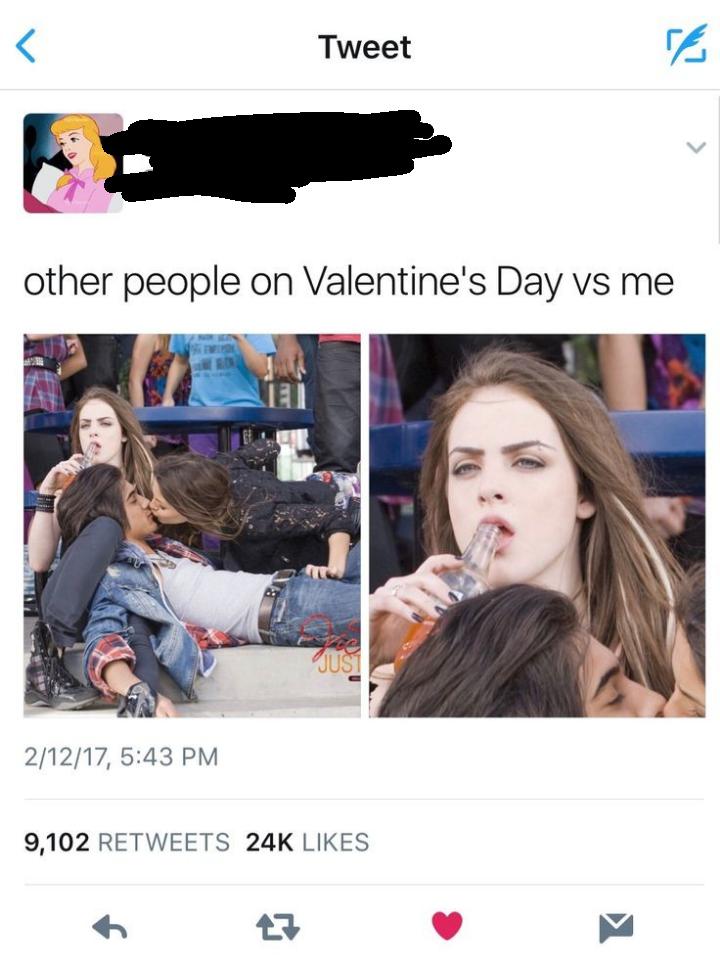 Tweet
other people on Valentine's Day vs me
JUST
2/12/17, 5:43 PM
9,102 RETWEETS 24K LIKES